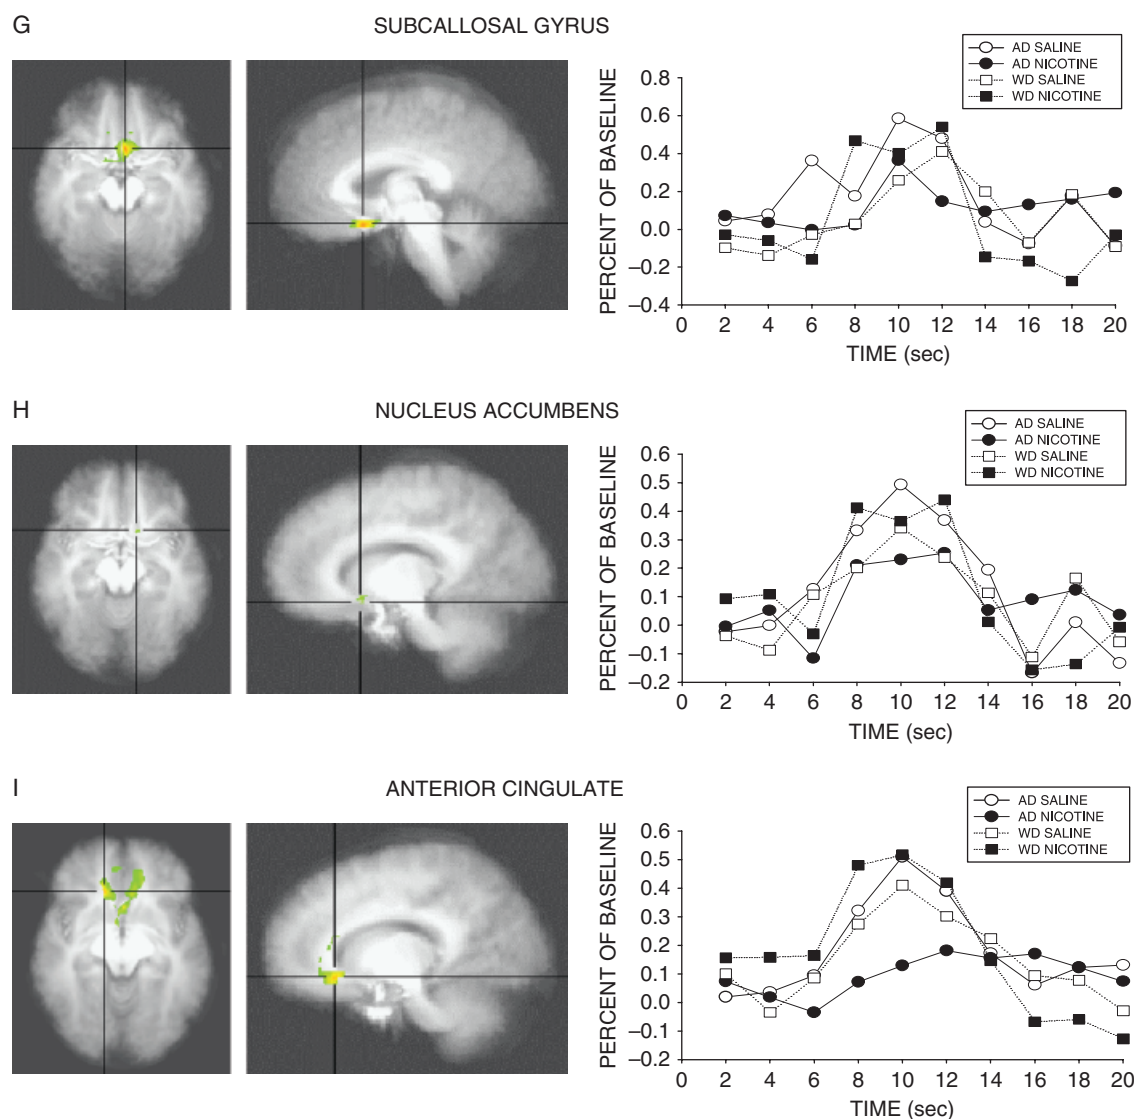 G
SUBCALLOSAL GYRUS
AD SALINE
AD NICOTINE
WD SALINE
WD NICOTINE
PERCENT OF BASELINE
0.8
0.6
0.4
0.2
0.0
–0.2
–0.4
0 2 4 6 8 10 12 14 16 18 20
TIME (sec)
H
NUCLEUS ACCUMBENS
AD SALINE
AD NICOTINE
WD SALINE
WD NICOTINE
PERCENT OF BASELINE
0.6
0.5
0.4
0.3
0.2
0.1
0.0
–0.1
–0.2
0 2 4 6 8 10 12 14 16 18 20
TIME (sec)
I
ANTERIOR CINGULATE
AD SALINE
AD NICOTINE
WD SALINE
WD NICOTINE
PERCENT OF BASELINE
0.6
0.5
0.4
0.3
0.2
0.1
0.0
–0.1
–0.2
0 2 4 6 8 10 12 14 16 18 20
TIME (sec)